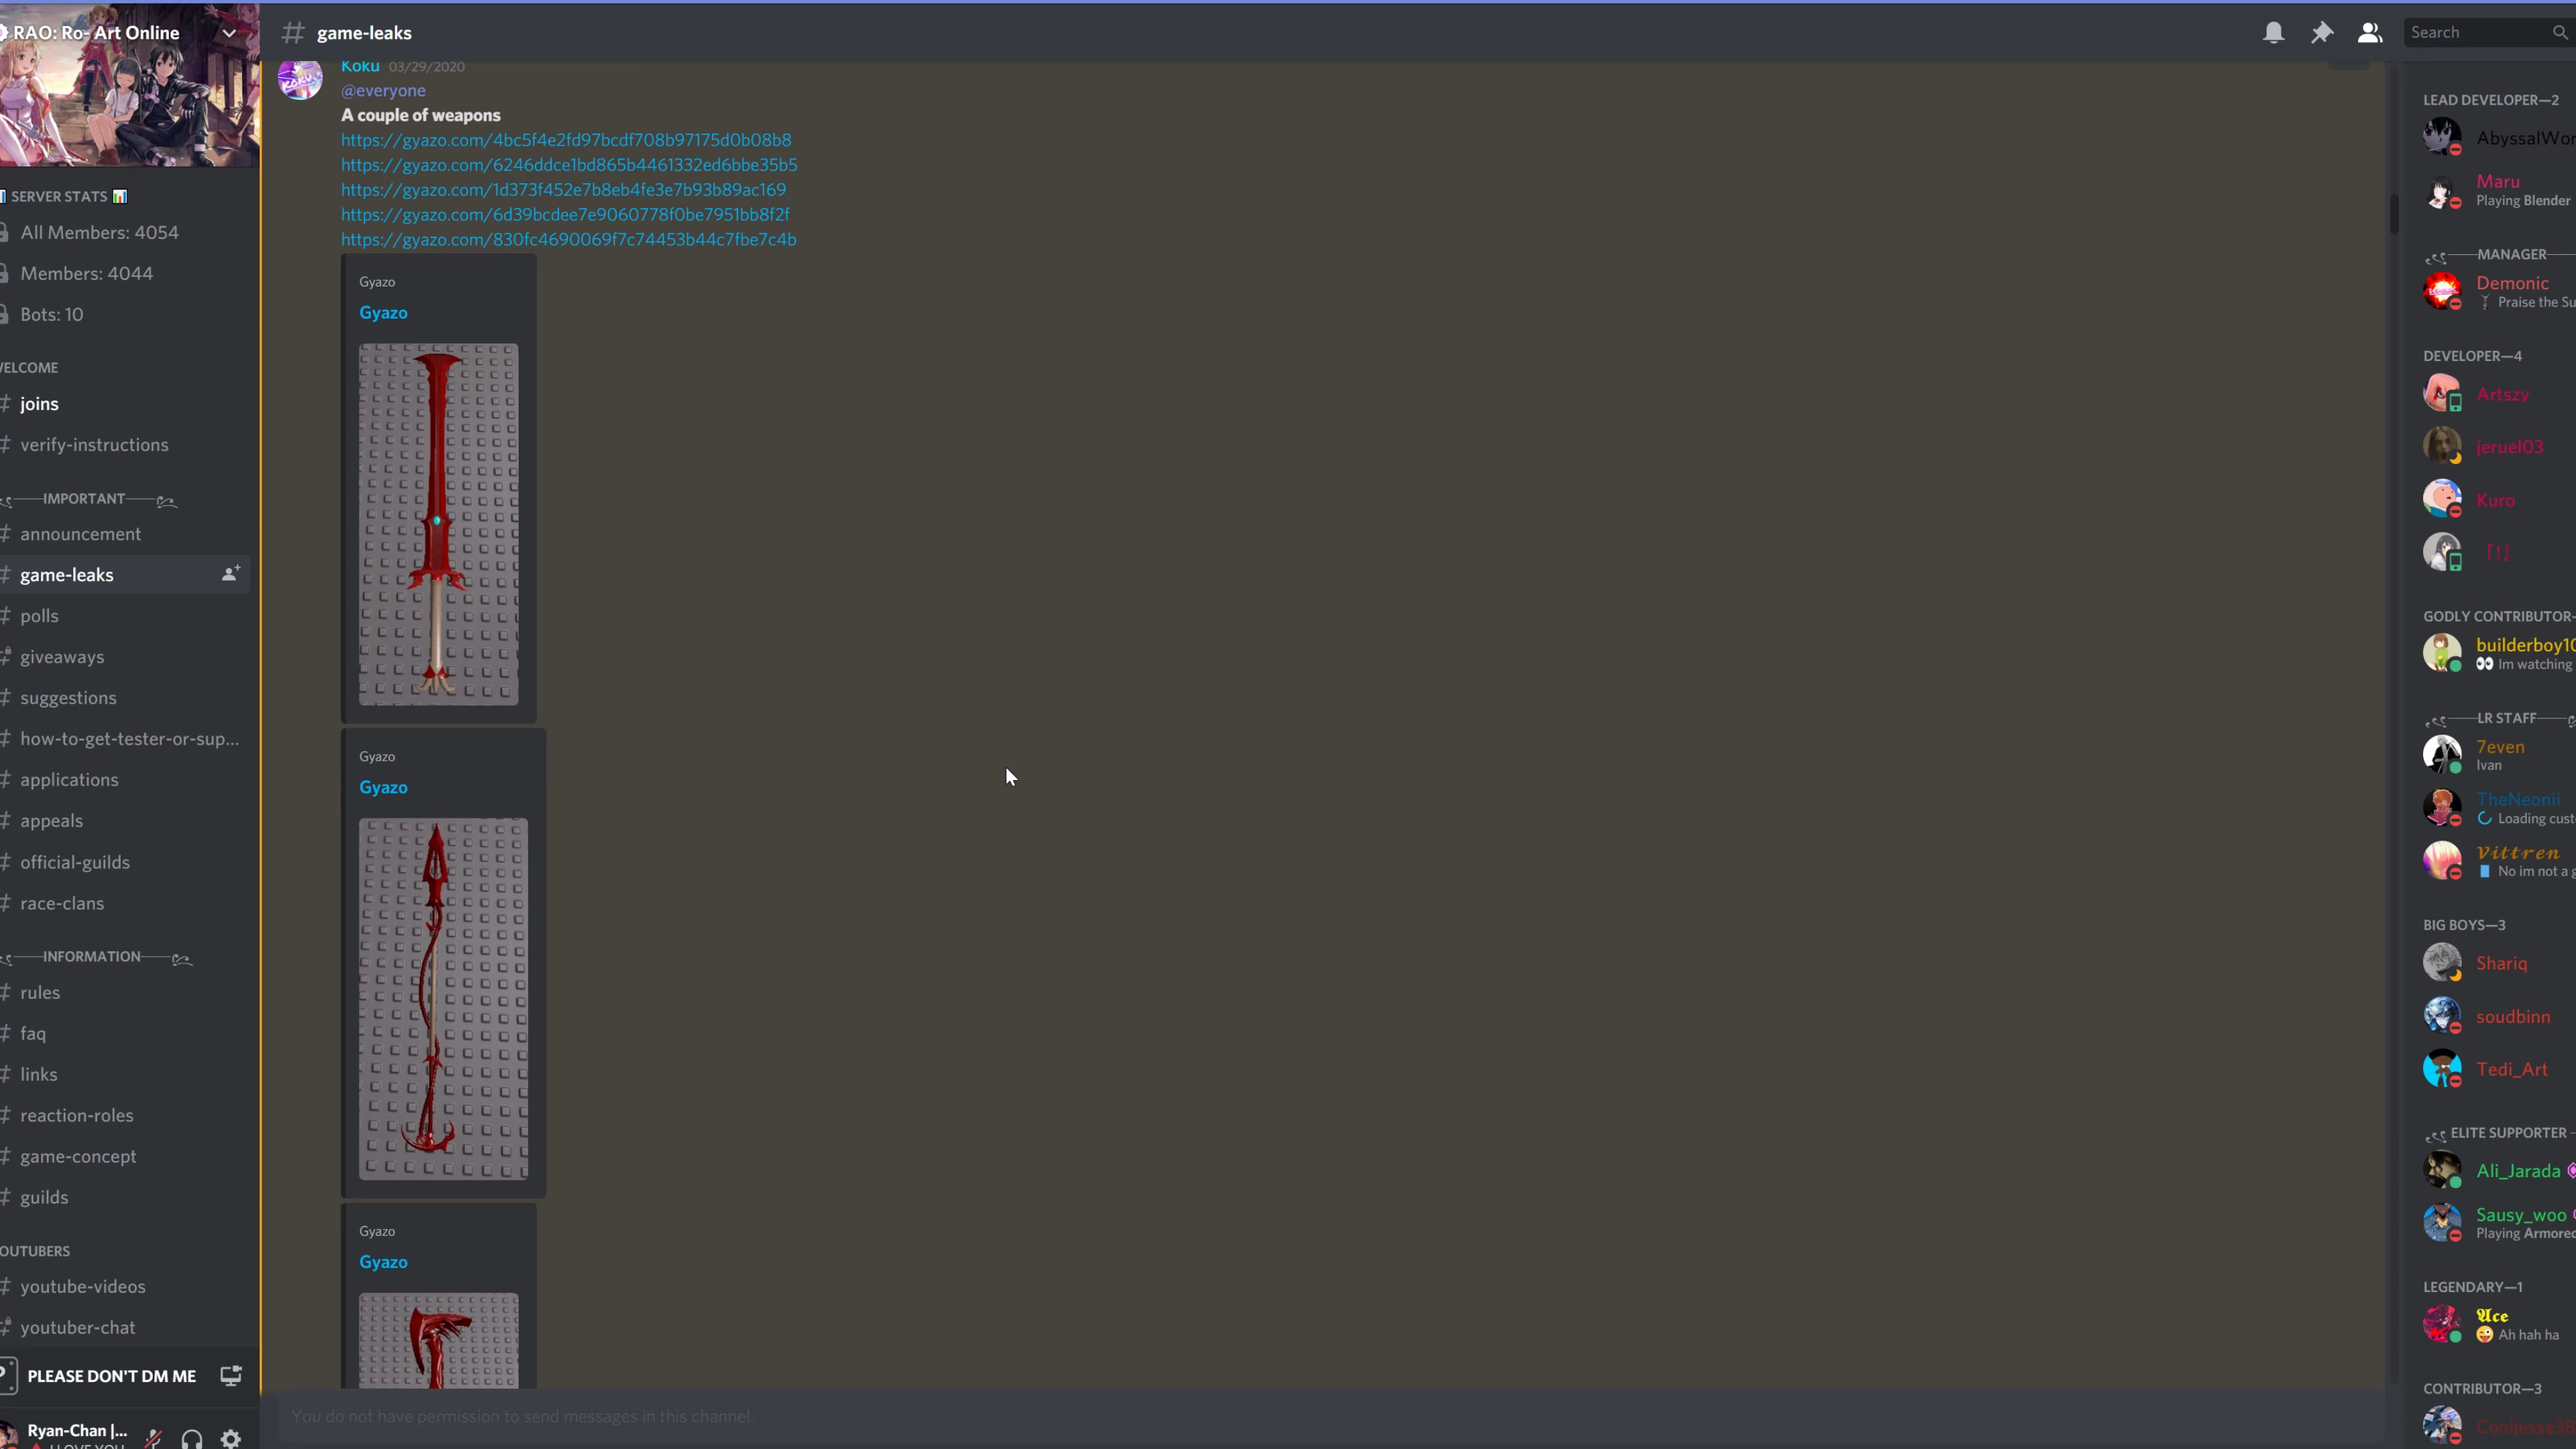 RAO: Ro- Art Online
SERVER STATS
All Members: 4054
Members: 4044
Bots: 10
joins
verify-instructions
IMPORTANT
announcement
game-leaks
polls
giveaways
suggestions
how-to-get-tester-or-sup...
applications
appeals
official-guilds
race-clans
INFORMATION
rules
faq
links
reaction-roles
game-concept
guilds
youtube-videos
youtuber-chat
PLEASE DON'T DM ME
Ryan-Chan |...
# game-leaks
Koku 03/29/2020
@everyone
A couple of weapons
https://gyazo.com/4bc5f4e2fd97bcdf708b97175d0b08b8
https://gyazo.com/6246ddce1bd865b4461332ed6bbe35b5
https://gyazo.com/1d373f452e7b8eb4fe3e7b93b89ac169
https://gyazo.com/6d39bcdee7e9060778f0be7951bb8f2f
https://gyazo.com/830fc4690069f7c74453b44c7fbe7c4b
Gyazo
Gyazo
Gyazo
Gyazo
Gyazo
Gyazo
You do not have permission to send messages in this channel.
Search
LEAD DEVELOPER—2
Maru
Playing Blender
MANAGER
Demonic
Praise the
DEVELOPER—4
Artszy
jeruel03
Kuro
「!」
GODLY CONTRIBUTOR
Im watching
LR STAFF
7even
Ivan
TheNeonii
Loading
Vittren
No im not a
BIG BOYS—3
Shariq
soudbinn
Tedi_Art
ELITE SUPPORTER
Ali_Jarada
Sausy_woo
Playing
LEGENDARY—1
Ace
Ah hah ha
CONTRIBUTOR—3